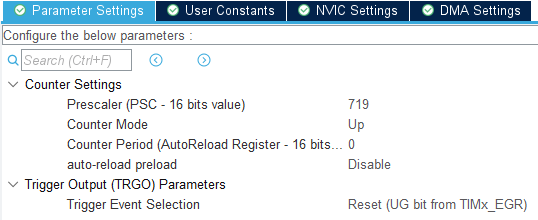 Parameter Settings User Constants NVIC Settings DMA Settings
Configure the below parameters :
Search (Ctrl+F)
Counter Settings
Prescaler (PSC - 16 bits value) 719
Counter Mode Up
Counter Period (AutoReload Register - 16 bits... 0
auto-reload preload Disable
Trigger Output (TRGO) Parameters
Trigger Event Selection Reset (UG bit from TIMx_EGR)